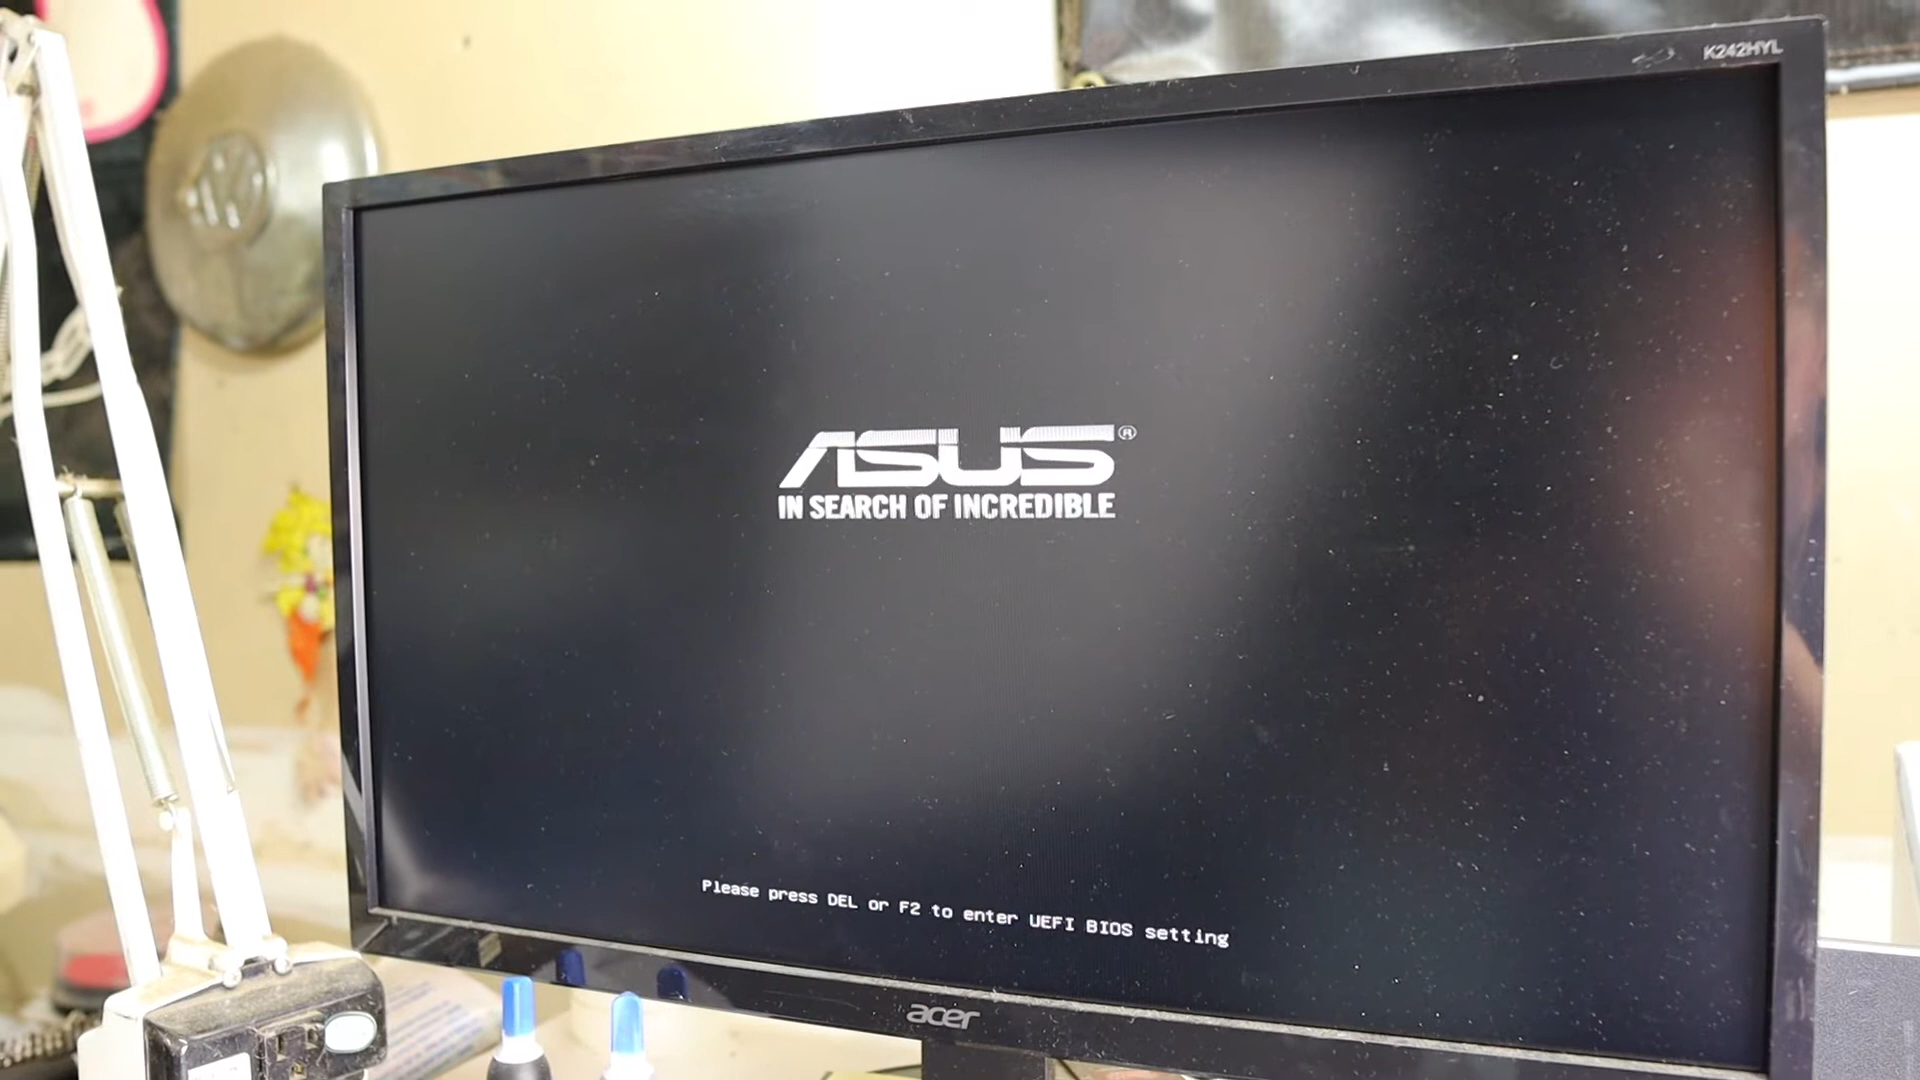 K242HYL
ASUS®
IN SEARCH OF INCREDIBLE
Please press DEL or F2 to enter UEFI BIOS setting
acer